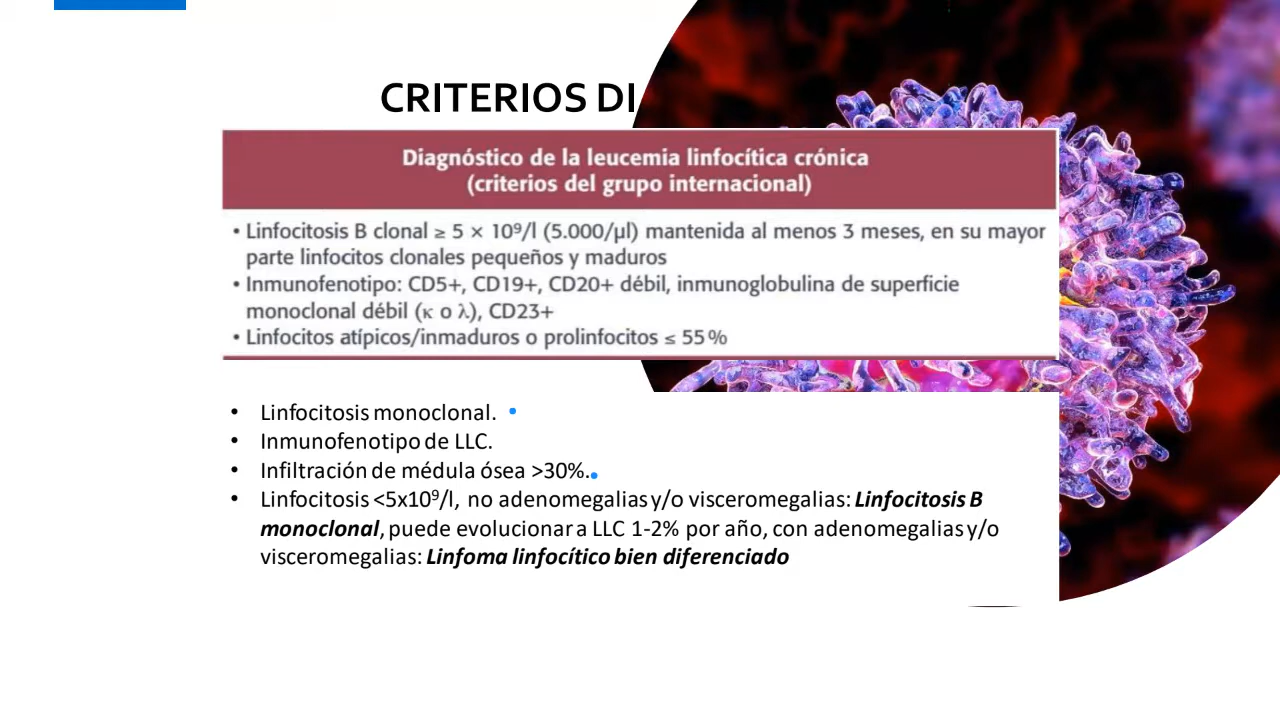 CRITERIOS DI
Diagnóstico de la leucemia linfocítica crónica
(criterios del grupo internacional)
• Linfocitosis B clonal ≥ 5 × 10⁹/l (5.000/µl) mantenida al menos 3 meses, en su mayor
parte linfocitos clonales pequeños y maduros
• Inmunofenotipo: CD5+, CD19+, CD20+ débil, inmunoglobulina de superficie
monoclonal débil (κ o λ), CD23+
• Linfocitos atípicos/inmaduros o prolinfocitos ≤ 55%
• Linfocitosis monoclonal.
• Inmunofenotipo de LLC.
• Infiltración de médula ósea >30%.
• Linfocitosis <5x10⁹/l, no adenomegalias y/o visceromegalias: Linfocitosis B
monoclonal, puede evolucionar a LLC 1-2% por año, con adenomegalias y/o
visceromegalias: Linfoma linfocítico bien diferenciado